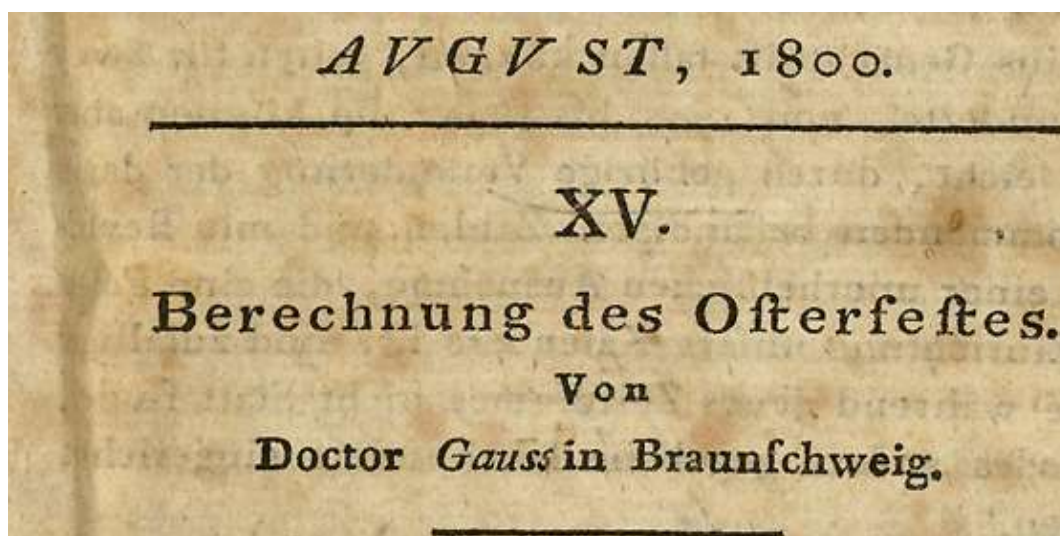 AVGVST, 1800.
XV.
Berechnung des Oſterfeſtes.
Von
Doctor Gauss in Braunſchweig.